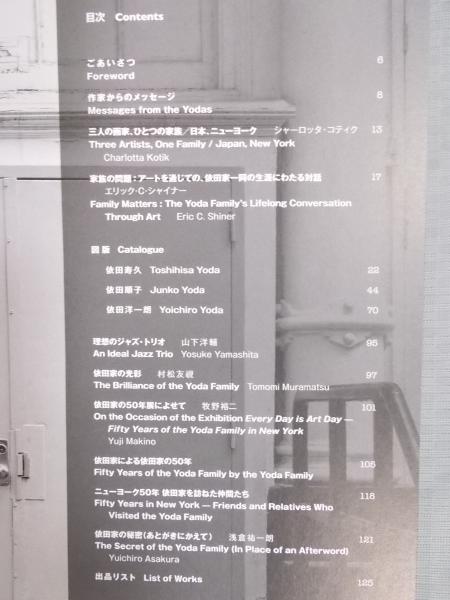 目次 Contents
ごあいさつ 6
Foreword
作家からのメッセージ 8
Messages from the Yodas
三人の画家、ひとつの家族／日本、ニューヨーク シャーロッタ・コティク 13
Three Artists, One Family / Japan, New York
Charlotta Kotik
家族の問題：アートを通じての、依田家一同の生涯にわたる対話 17
エリック・C・シャイナー
Family Matters : The Yoda Family's Lifelong Conversation
Through Art Eric C. Shiner
図版 Catalogue
依田寿久 Toshihisa Yoda 22
依田順子 Junko Yoda 44
依田洋一朗 Yoichiro Yoda 70
理想のジャズ・トリオ 山下洋輔 95
An Ideal Jazz Trio Yosuke Yamashita
依田家の光彩 村松友視 97
The Brilliance of the Yoda Family Tomomi Muramatsu
依田家の50年展によせて 牧野裕二 101
On the Occasion of the Exhibition Every Day is Art Day —
Fifty Years of the Yoda Family in New York
Yuji Makino
依田家による依田家の50年 105
Fifty Years of the Yoda Family by the Yoda Family
ニューヨーク50年 依田家を訪ねた仲間たち 118
Fifty Years in New York — Friends and Relatives Who
Visited the Yoda Family
依田家の秘密（あとがきにかえて） 浅倉祐一朗 121
The Secret of the Yoda Family (In Place of an Afterword)
Yuichiro Asakura
出品リスト List of Works 125